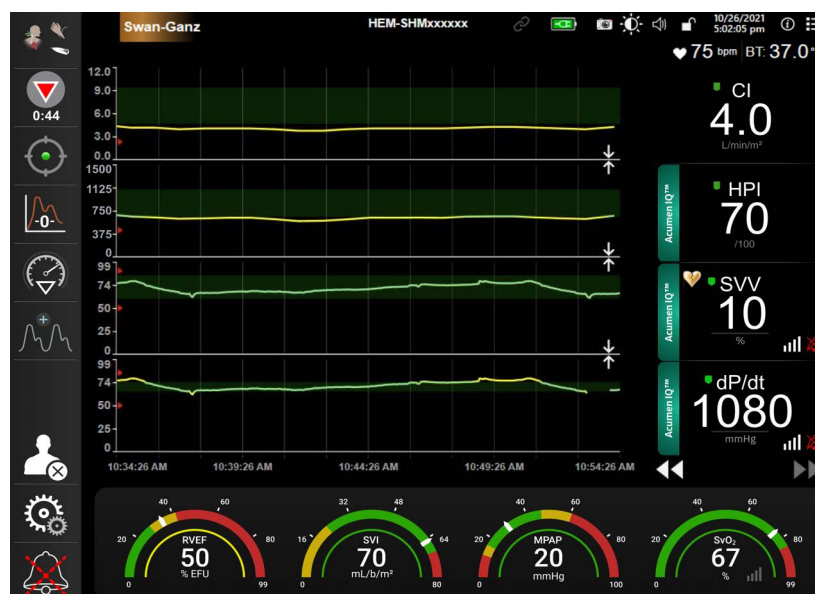 Swan-Ganz
HEM-SHMxxxxxx
10/26/2021
5:02:05 pm
75 bpm BT: 37.0°
0:44
-0-
12.0
9.0
6.0
3.0
0.0
1500
1125
750
375
0
99
74
50
25
0
99
74
50
25
0
10:34:26 AM 10:39:26 AM 10:44:26 AM 10:49:26 AM 10:54:26 AM
CI
4.0
L/min/m²
Acumen IQ™
HPI
70
/100
Acumen IQ™
SVV
10
%
Acumen IQ™
dP/dt
1080
mmHg
0 20 40 60 80 99
RVEF
50
% EFU
0 16 32 48 64 80
SVI
70
mL/b/m²
0 20 40 60 80 100
MPAP
20
mmHg
0 20 40 60 80 99
SvO₂
67
%